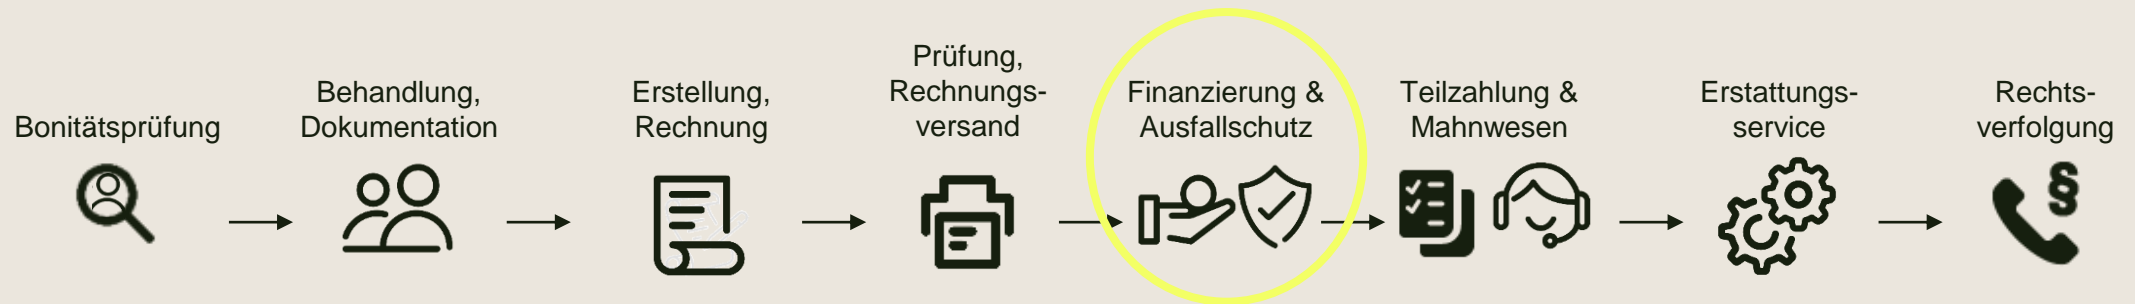 Bonitätsprüfung
Behandlung,
Dokumentation
Erstellung,
Rechnung
Prüfung,
Rechnungs-
versand
Finanzierung &
Ausfallschutz
Teilzahlung &
Mahnwesen
Erstattungs-
service
Rechts-
verfolgung
§